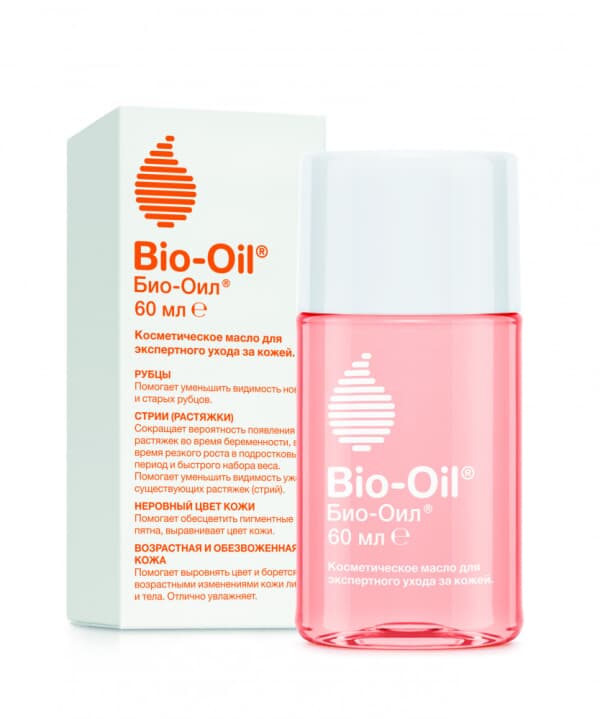 Bio-Oil®
Био-Оил®
60 мл ℮
Косметическое масло для
экспертного ухода за кожей.
РУБЦЫ
Помогает уменьшить видимость
и старых рубцов.
СТРИИ (РАСТЯЖКИ)
Сокращает вероятность появления
растяжек во время беременности,
время резкого роста в
период и быстрого набора веса.
Помогает уменьшить видимость
существующих растяжек (стрий).
НЕРОВНЫЙ ЦВЕТ КОЖИ
Помогает обесцветить пигментные
пятна, выравнивает цвет кожи.
ВОЗРАСТНАЯ И ОБЕЗВОЖЕННАЯ
КОЖА
Помогает выровнять цвет и борется
возрастными изменениями кожи
и тела. Отлично увлажняет.
Bio-Oil®
Био-Оил®
60 мл ℮
Косметическое масло для
экспертного ухода за кожей.